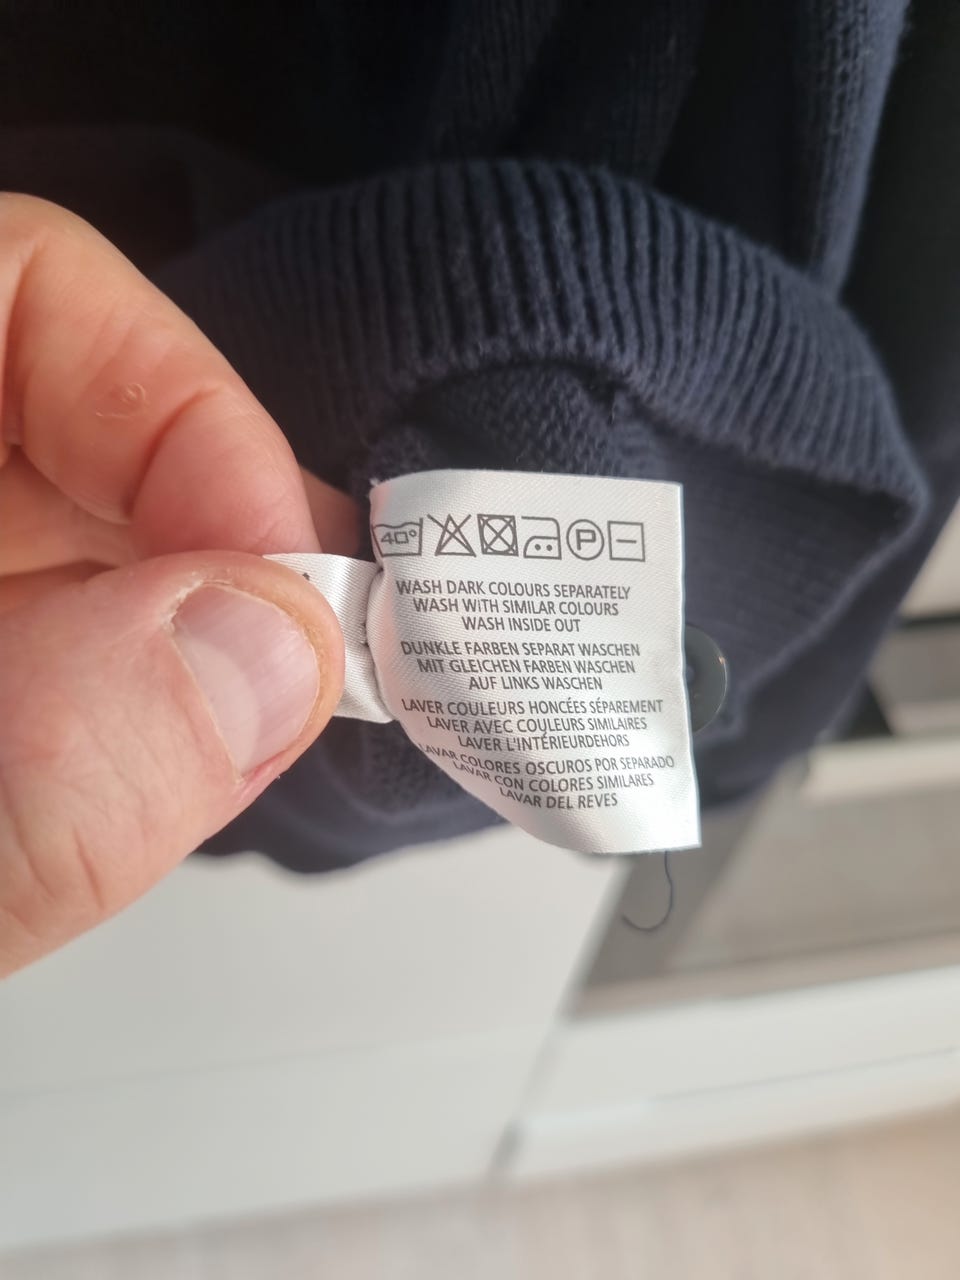 40°
P
WASH DARK COLOURS SEPARATELY
WASH WITH SIMILAR COLOURS
WASH INSIDE OUT
DUNKLE FARBEN SEPARAT WASCHEN
MIT GLEICHEN FARBEN WASCHEN
AUF LINKS WASCHEN
LAVER COULEURS HONCÉES SÉPAREMENT
LAVER AVEC COULEURS SIMILAIRES
LAVER L'INTÉRIEURDEHORS
LAVAR COLORES OSCUROS POR SEPARADO
LAVAR CON COLORES SIMILARES
LAVAR DEL REVES